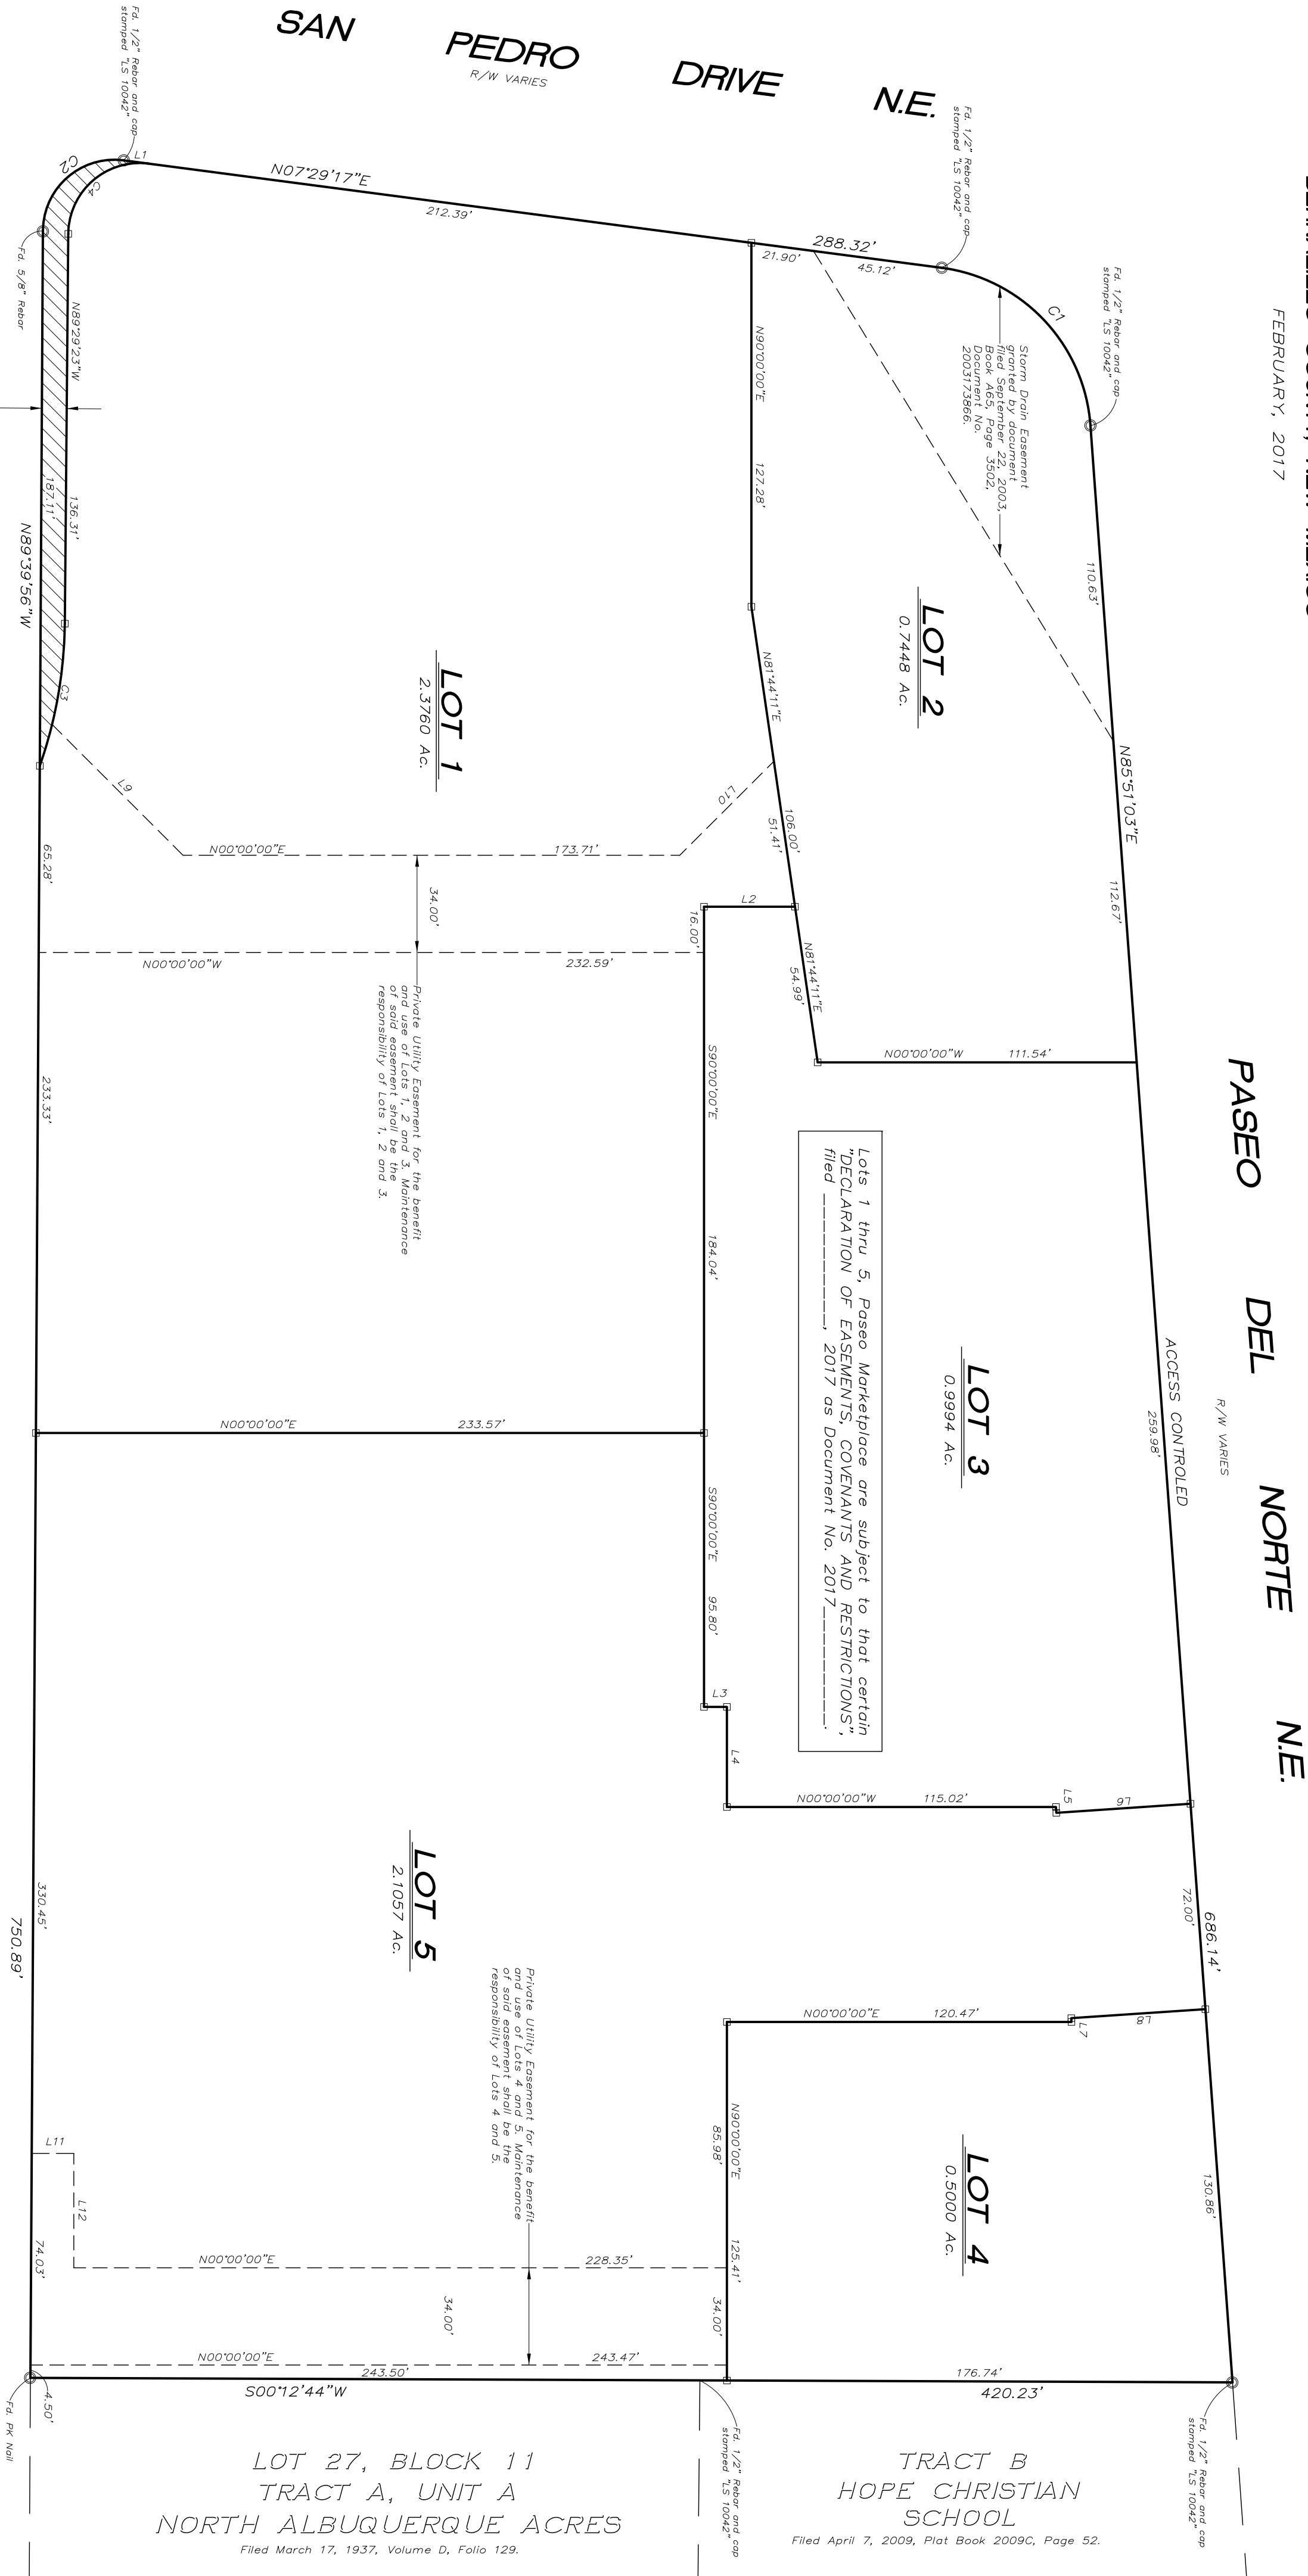 BERNALILLO COUNTY, NEW MEXICO
FEBRUARY, 2017
SAN PEDRO DRIVE N.E.
R/W VARIES
PASEO DEL NORTE N.E.
R/W VARIES
Fd. 1/2" Rebar and cap
stamped "LS 10042"
Fd. 1/2" Rebar and cap
stamped "LS 10042"
Fd. 1/2" Rebar and cap
stamped "LS 10042"
C1
C2
C4
L1
N07°29'17"E
212.39'
288.32'
21.90'
45.12'
Fd. 5/8" Rebar
N89°29'23"W
136.31'
187.11'
N89°39'56"W
C3
Storm Drain Easement
granted by document
filed September 22, 2003,
Book A65, Page 3502,
Document No.
2003173866.
N90°00'00"E
127.28'
N81°44'11"E
106.00'
51.41'
110.63'
N85°51'03"E
112.67'
LOT 2
0.7448 Ac.
LOT 1
2.3760 Ac.
L9
L10
N00°00'00"E
173.71'
34.00'
L2
16.00'
N81°44'11"E
54.99'
N00°00'00"W
232.59'
65.28'
N00°00'00"W
111.54'
Private Utility Easement for the benefit
and use of Lots 1, 2 and 3. Maintenance
of said easement shall be the
responsibility of Lots 1, 2 and 3.
S90°00'00"E
184.04'
233.33'
Lots 1 thru 5, Paseo Marketplace are subject to that certain
"DECLARATION OF EASEMENTS, COVENANTS AND RESTRICTIONS",
filed __________, 2017 as Document No. 2017__________.
LOT 3
0.9994 Ac.
ACCESS CONTROLED
259.98'
N00°00'00"E
233.57'
S90°00'00"E
95.80'
L3
L4
N00°00'00"W
115.02'
L5
L6
72.00'
686.14'
LOT 5
2.1057 Ac.
330.45'
750.89'
Private Utility Easement for the benefit
and use of Lots 4 and 5. Maintenance
of said easement shall be the
responsibility of Lots 4 and 5.
N00°00'00"E
120.47'
L7
L8
N90°00'00"E
85.98'
125.41'
34.00'
LOT 4
0.5000 Ac.
130.86'
L11
L12
74.03'
N00°00'00"E
228.35'
34.00'
N00°00'00"E
243.47'
243.50'
176.74'
S00°12'44"W
420.23'
4.50'
Fd. PK Nail
Fd. 1/2" Rebar and cap
stamped "LS 10042"
Fd. 1/2" Rebar and cap
stamped "LS 10042"
LOT 27, BLOCK 11
TRACT A, UNIT A
NORTH ALBUQUERQUE ACRES
Filed March 17, 1937, Volume D, Folio 129.
TRACT B
HOPE CHRISTIAN
SCHOOL
Filed April 7, 2009, Plat Book 2009C, Page 52.